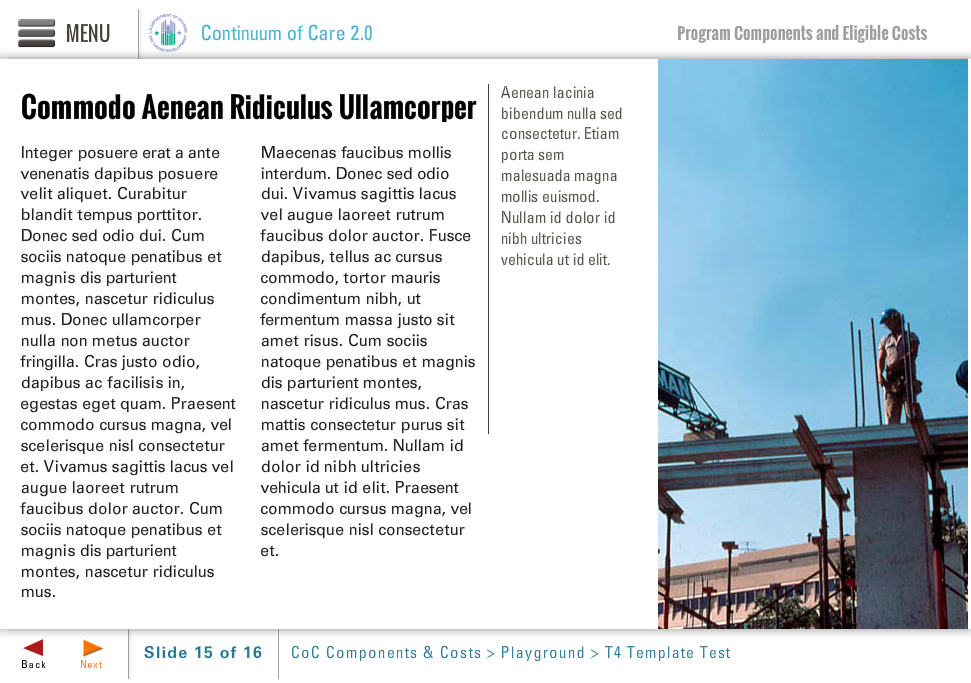 MENU
Continuum of Care 2.0
Program Components and Eligible Costs
Commodo Aenean Ridiculus Ullamcorper
Integer posuere erat a ante
venenatis dapibus posuere
velit aliquet. Curabitur
blandit tempus porttitor.
Donec sed odio dui. Cum
sociis natoque penatibus et
magnis dis parturient
montes, nascetur ridiculus
mus. Donec ullamcorper
nulla non metus auctor
fringilla. Cras justo odio,
dapibus ac facilisis in,
egestas eget quam. Praesent
commodo cursus magna, vel
scelerisque nisl consectetur
et. Vivamus sagittis lacus vel
augue laoreet rutrum
faucibus dolor auctor. Cum
sociis natoque penatibus et
magnis dis parturient
montes, nascetur ridiculus
mus.
Maecenas faucibus mollis
interdum. Donec sed odio
dui. Vivamus sagittis lacus
vel augue laoreet rutrum
faucibus dolor auctor. Fusce
dapibus, tellus ac cursus
commodo, tortor mauris
condimentum nibh, ut
fermentum massa justo sit
amet risus. Cum sociis
natoque penatibus et magnis
dis parturient montes,
nascetur ridiculus mus. Cras
mattis consectetur purus sit
amet fermentum. Nullam id
dolor id nibh ultricies
vehicula ut id elit. Praesent
commodo cursus magna, vel
scelerisque nisl consectetur
et.
Aenean lacinia
bibendum nulla sed
consectetur. Etiam
porta sem
malesuada magna
mollis euismod.
Nullam id dolor id
nibh ultricies
vehicula ut id elit.
MAN
Back
Next
Slide 15 of 16
CoC Components & Costs > Playground > T4 Template Test